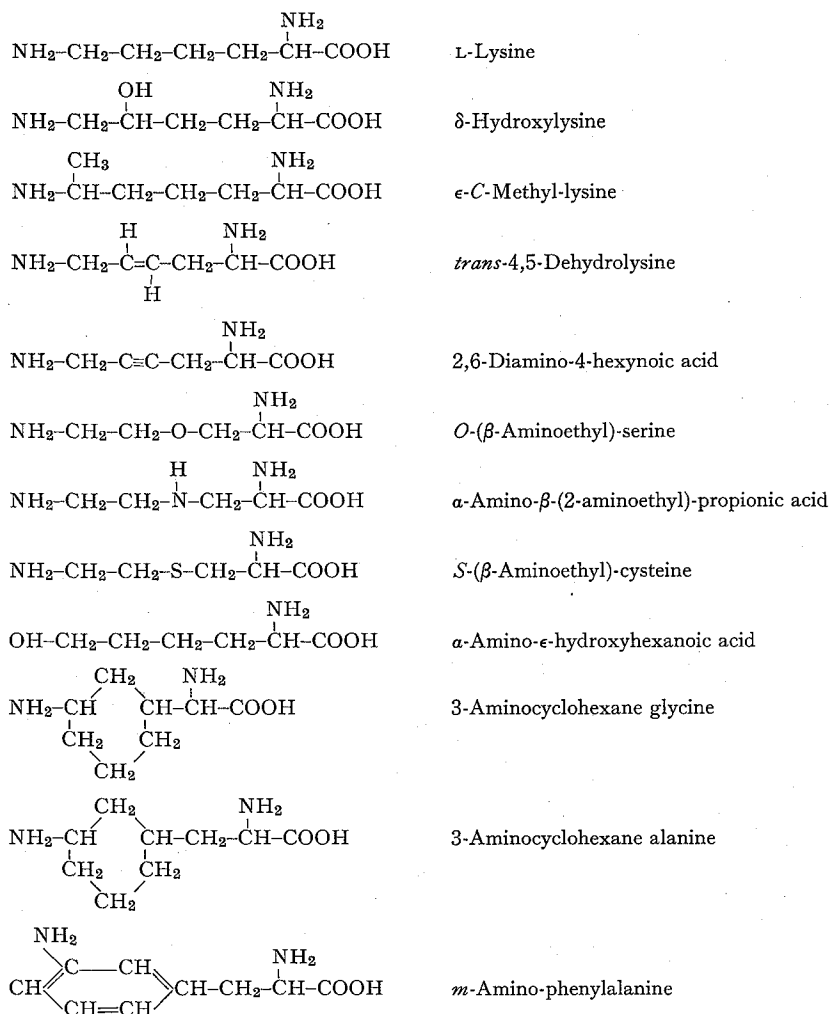 NH₂
NH₂–CH₂–CH₂–CH₂–CH₂–CH–COOH L-Lysine
OH NH₂
NH₂–CH₂–CH–CH₂–CH₂–CH–COOH δ-Hydroxylysine
CH₃ NH₂
NH₂–CH–CH₂–CH₂–CH₂–CH–COOH ϵ-C-Methyl-lysine
H NH₂
NH₂–CH₂–C=C–CH₂–CH–COOH trans-4,5-Dehydrolysine
H
NH₂
NH₂–CH₂–C≡C–CH₂–CH–COOH 2,6-Diamino-4-hexynoic acid
NH₂
NH₂–CH₂–CH₂–O–CH₂–CH–COOH O-(β-Aminoethyl)-serine
H NH₂
NH₂–CH₂–CH₂–N–CH₂–CH–COOH α-Amino-β-(2-aminoethyl)-propionic acid
NH₂
NH₂–CH₂–CH₂–S–CH₂–CH–COOH S-(β-Aminoethyl)-cysteine
NH₂
OH–CH₂–CH₂–CH₂–CH₂–CH–COOH α-Amino-ϵ-hydroxyhexanoic acid
CH₂ NH₂
NH₂–CH CH–CH–COOH 3-Aminocyclohexane glycine
CH₂ CH₂
CH₂
CH₂ NH₂
NH₂–CH CH–CH₂–CH–COOH 3-Aminocyclohexane alanine
CH₂ CH₂
CH₂
NH₂
C—CH NH₂
CH CH–CH₂–CH–COOH m-Amino-phenylalanine
CH=CH